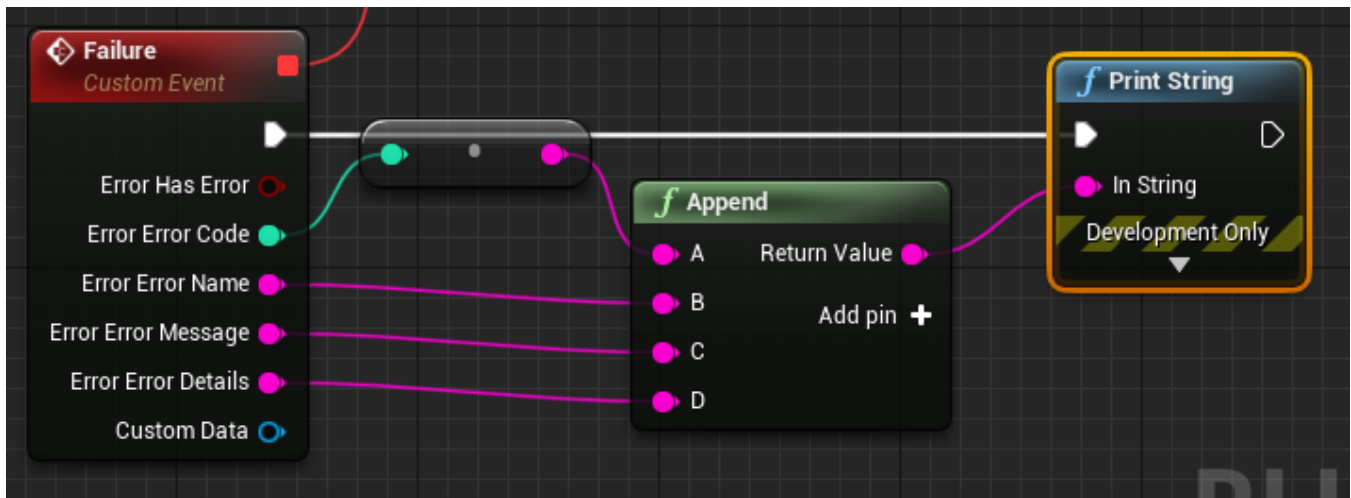 Failure
Custom Event
Error Has Error
Error Error Code
Error Error Name
Error Error Message
Error Error Details
Custom Data
Append
A
Return Value
B
Add pin
C
D
Print String
In String
Development Only